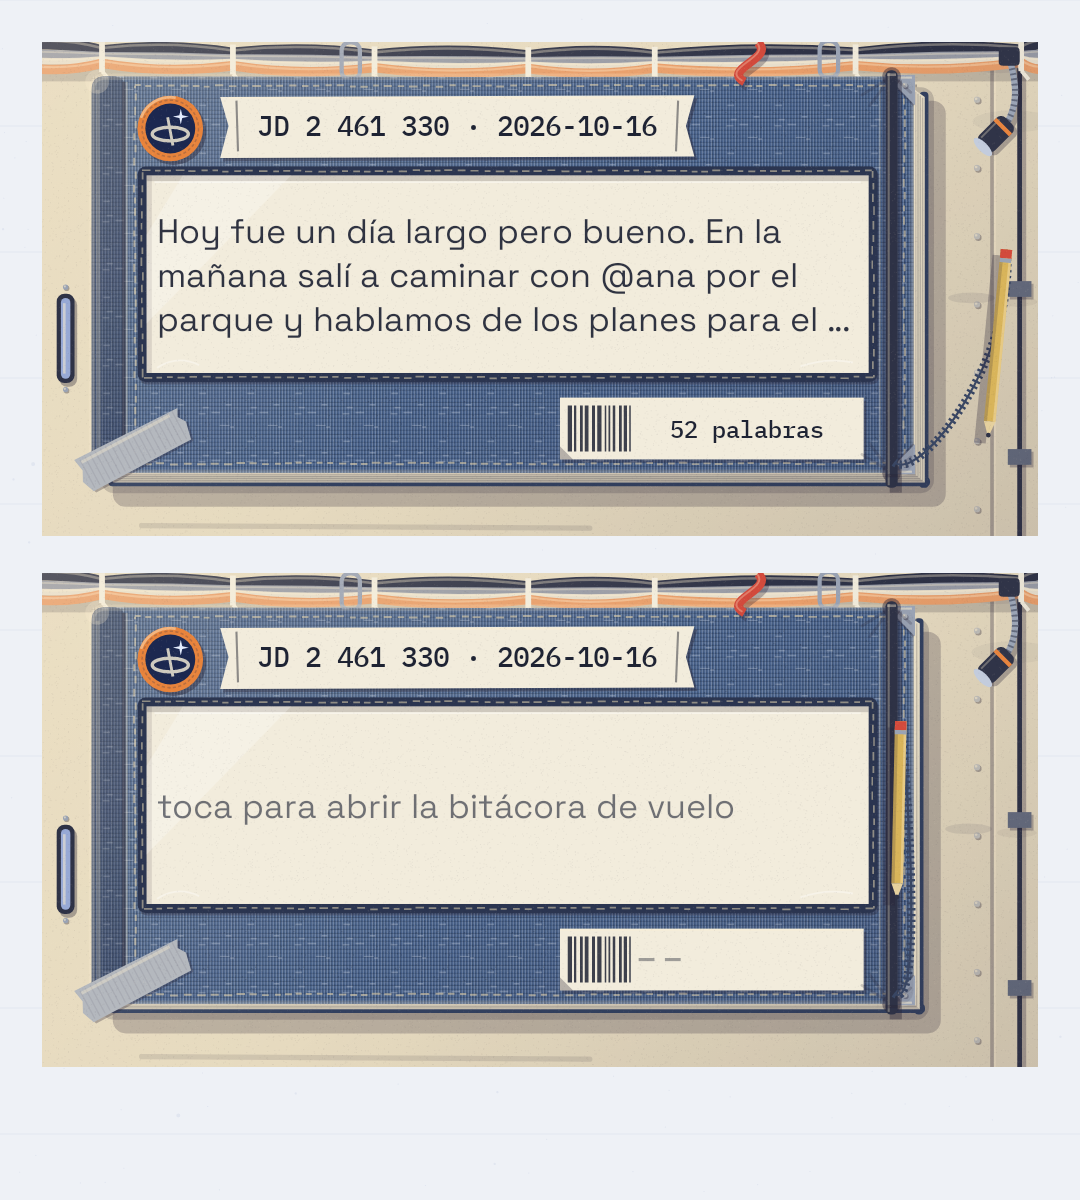 JD 2 461 330 · 2026-10-16
Hoy fue un día largo pero bueno. En la
mañana salí a caminar con @ana por el
parque y hablamos de los planes para el ...
52 palabras
JD 2 461 330 · 2026-10-16
toca para abrir la bitácora de vuelo
— —